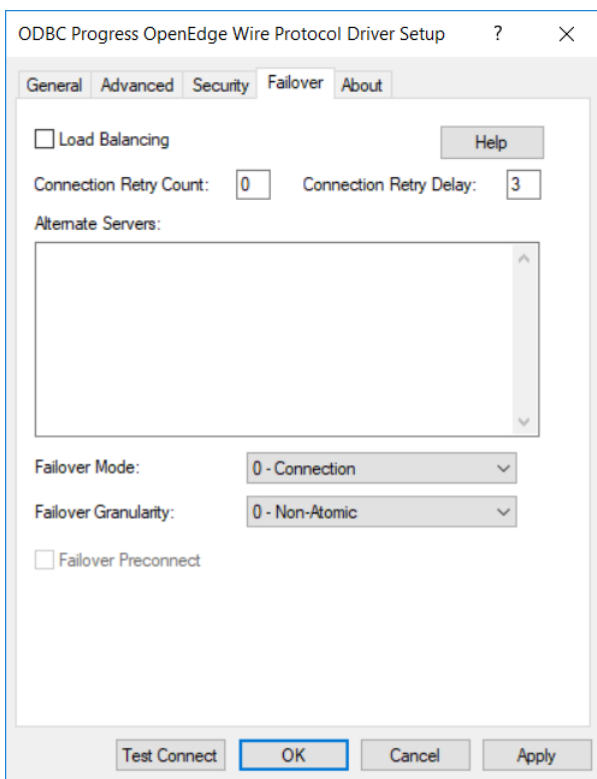 ODBC Progress OpenEdge Wire Protocol Driver Setup ?
General Advanced Security Failover About
Load Balancing Help
Connection Retry Count: 0 Connection Retry Delay: 3
Alternate Servers:
Failover Mode: 0 - Connection
Failover Granularity: 0 - Non-Atomic
Failover Preconnect
Test Connect OK Cancel Apply